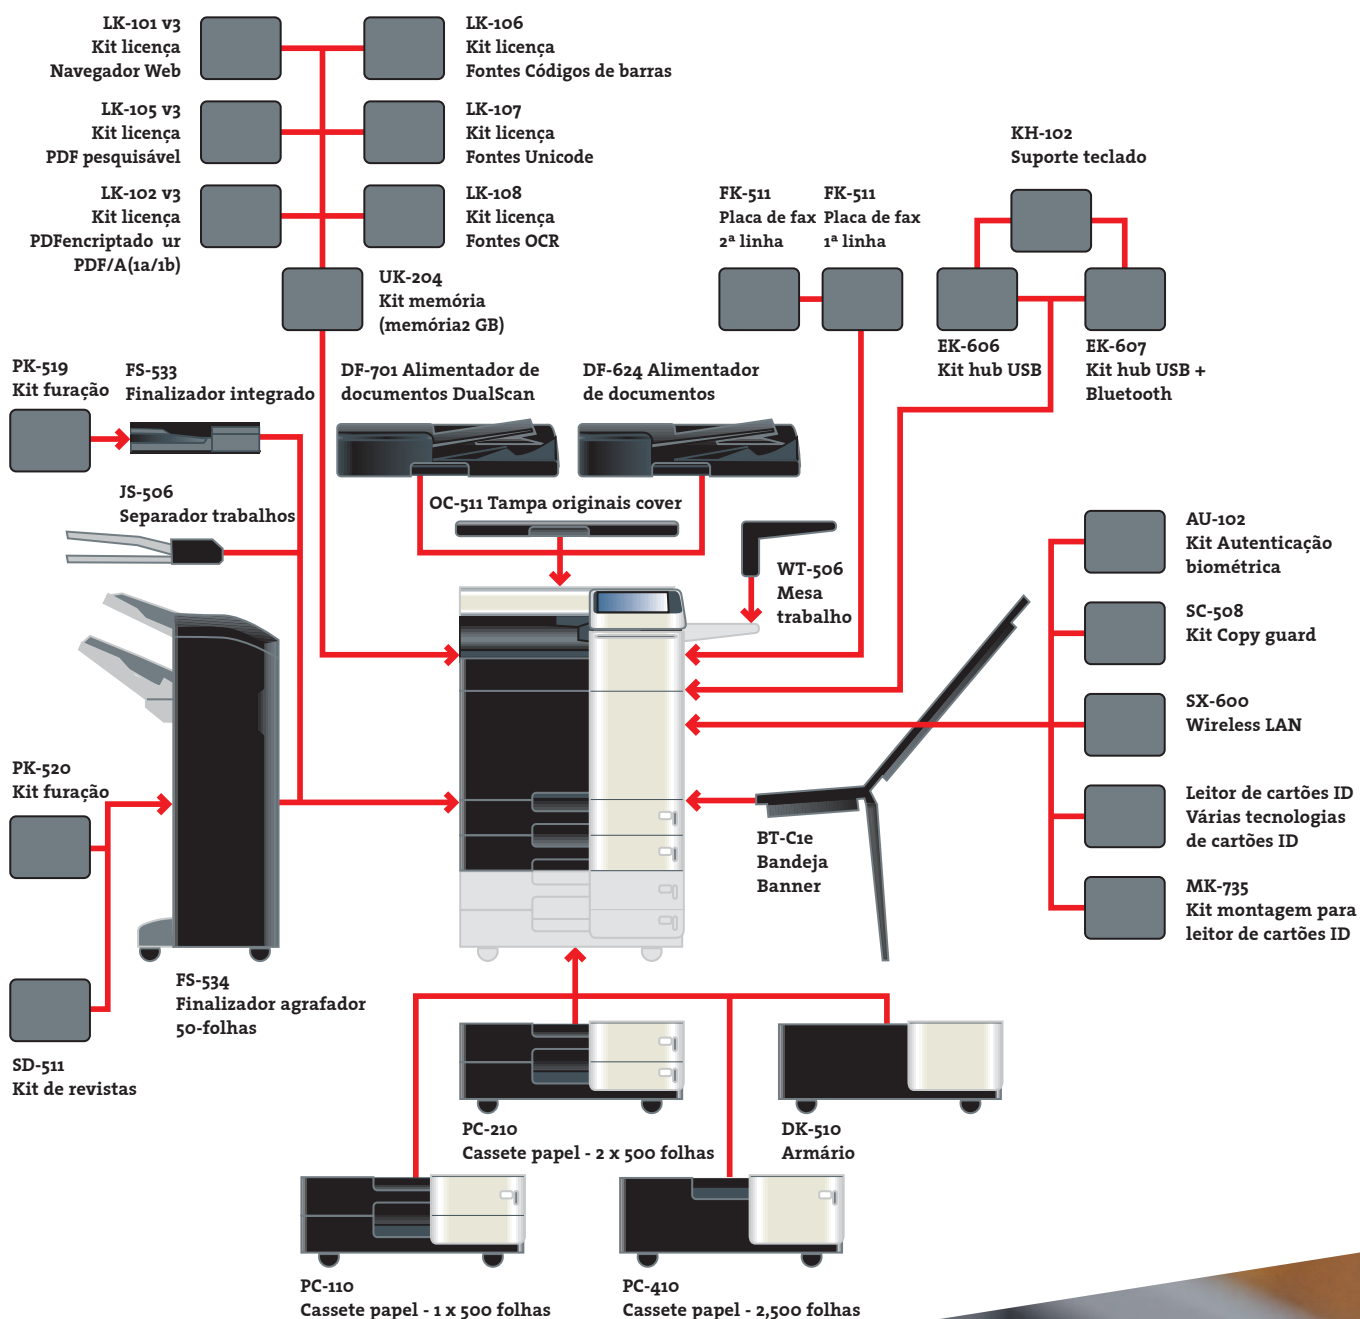 LK-101 v3
Kit licença
Navegador Web
LK-106
Kit licença
Fontes Códigos de barras
LK-105 v3
Kit licença
PDF pesquisável
LK-107
Kit licença
Fontes Unicode
LK-102 v3
Kit licença
PDFencriptado ur
PDF/A(1a/1b)
LK-108
Kit licença
Fontes OCR
UK-204
Kit memória
(memória2 GB)
KH-102
Suporte teclado
FK-511
Placa de fax
2ª linha
FK-511
Placa de fax
1ª linha
EK-606
Kit hub USB
EK-607
Kit hub USB +
Bluetooth
PK-519
Kit furação
FS-533
Finalizador integrado
DF-701 Alimentador de
documentos DualScan
DF-624 Alimentador
de documentos
JS-506
Separador trabalhos
OC-511 Tampa originais cover
WT-506
Mesa
trabalho
AU-102
Kit Autenticação
biométrica
SC-508
Kit Copy guard
SX-600
Wireless LAN
Leitor de cartões ID
Várias tecnologias
de cartões ID
MK-735
Kit montagem para
leitor de cartões ID
PK-520
Kit furação
BT-C1e
Bandeja
Banner
FS-534
Finalizador agrafador
50-folhas
SD-511
Kit de revistas
PC-210
Cassete papel - 2 x 500 folhas
DK-510
Armário
PC-110
Cassete papel - 1 x 500 folhas
PC-410
Cassete papel - 2,500 folhas